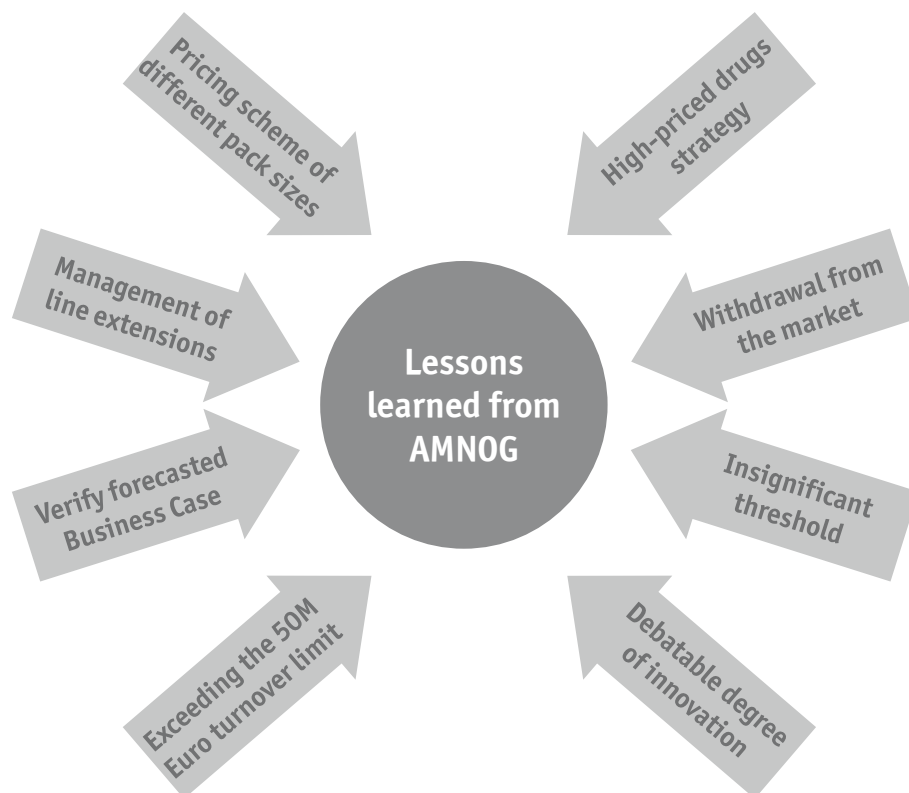 Pricing scheme of
different pack sizes
High-priced drugs
strategy
Management of
line extensions
Withdrawal from
the market
Lessons
learned from
AMNOG
Verify forecasted
Business Case
Insignificant
threshold
Exceeding the 50M
Euro turnover limit
Debatable degree
of innovation